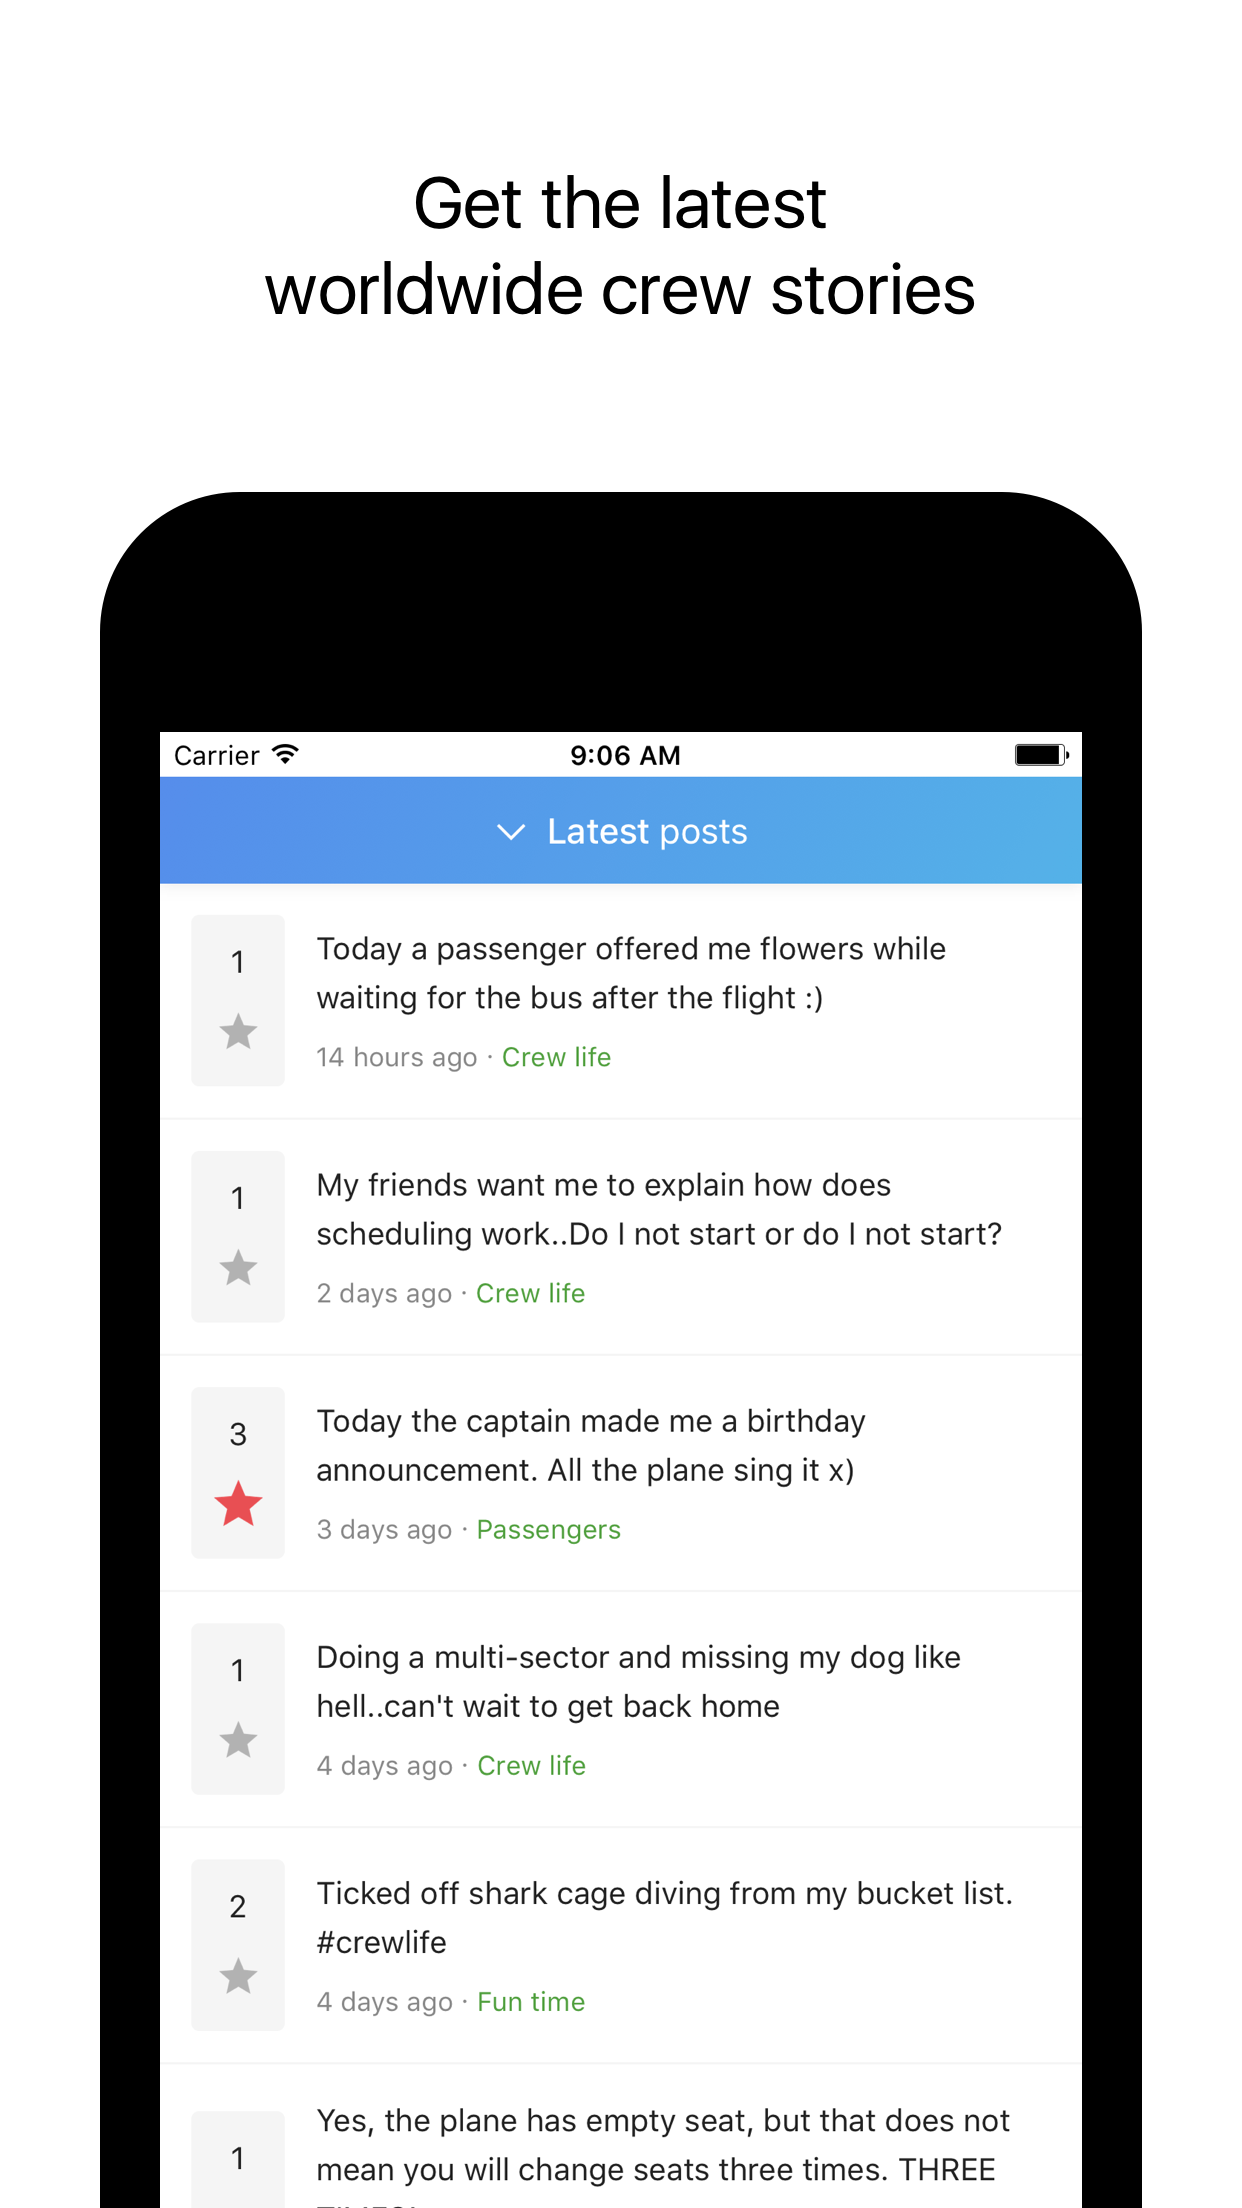 Get the latest
worldwide crew stories
Carrier
9:06 AM
Latest posts
1
Today a passenger offered me flowers while
waiting for the bus after the flight :)
14 hours ago · Crew life
1
My friends want me to explain how does
scheduling work..Do I not start or do I not start?
2 days ago · Crew life
3
Today the captain made me a birthday
announcement. All the plane sing it x)
3 days ago · Passengers
1
Doing a multi-sector and missing my dog like
hell..can't wait to get back home
4 days ago · Crew life
2
Ticked off shark cage diving from my bucket list.
#crewlife
4 days ago · Fun time
1
Yes, the plane has empty seat, but that does not
mean you will change seats three times. THREE